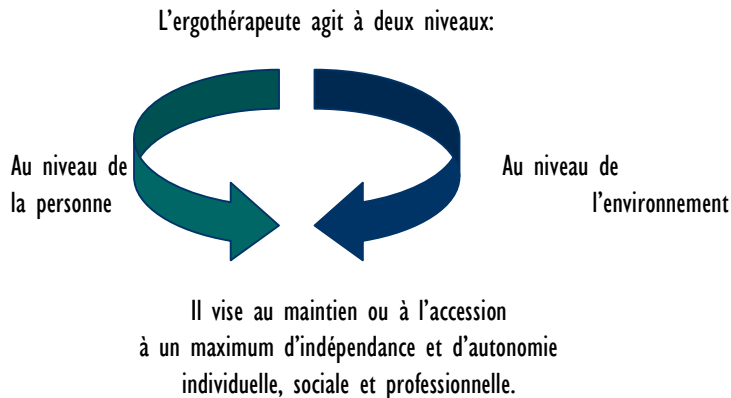 L'ergothérapeute agit à deux niveaux:
Au niveau de
la personne
Au niveau de
l'environnement
Il vise au maintien ou à l'accession
à un maximum d'indépendance et d'autonomie
individuelle, sociale et professionnelle.